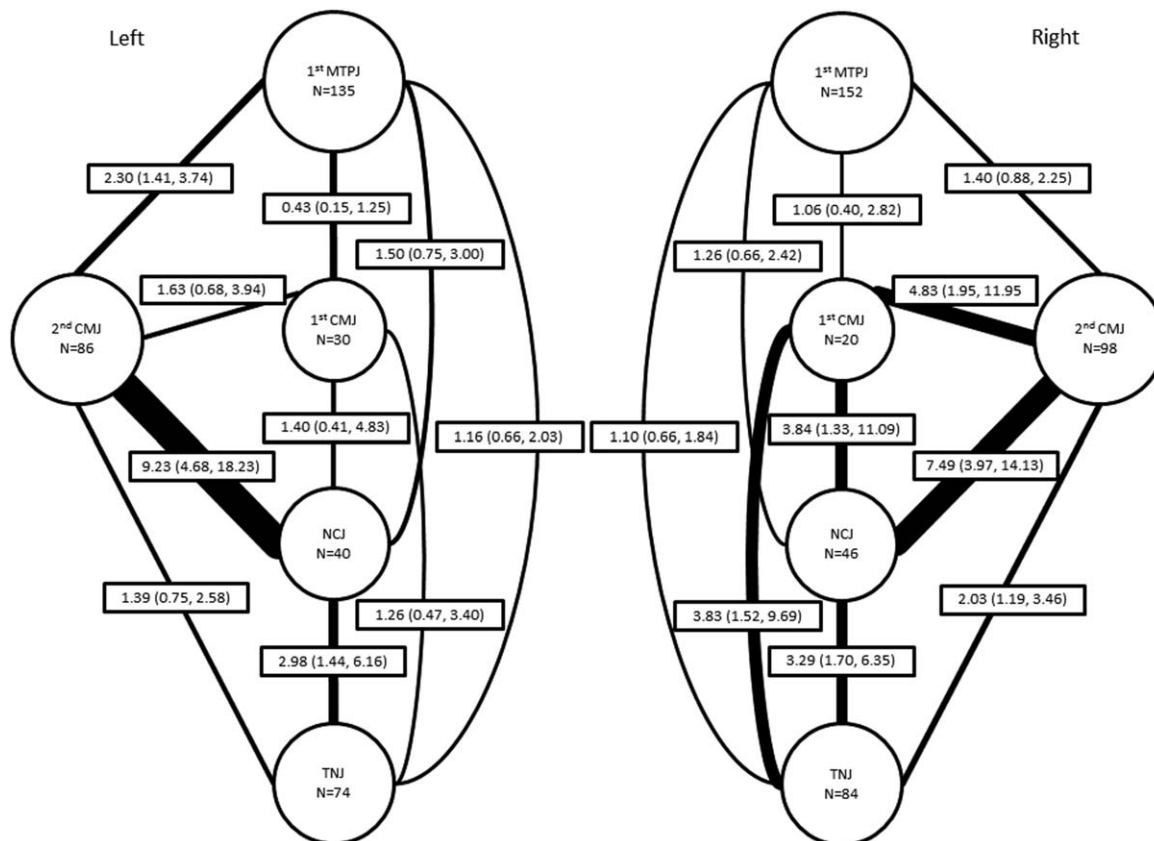 Left
Right
1st MTPJ
N=135
2.30 (1.41, 3.74)
0.43 (0.15, 1.25)
1.50 (0.75, 3.00)
1.63 (0.68, 3.94)
2nd CMJ
N=86
1st CMJ
N=30
1.40 (0.41, 4.83)
1.16 (0.66, 2.03)
9.23 (4.68, 18.23)
NCJ
N=40
1.39 (0.75, 2.58)
1.26 (0.47, 3.40)
2.98 (1.44, 6.16)
TNJ
N=74
1st MTPJ
N=152
1.40 (0.88, 2.25)
1.06 (0.40, 2.82)
1.26 (0.66, 2.42)
4.83 (1.95, 11.95
1st CMJ
N=20
2nd CMJ
N=98
1.10 (0.66, 1.84)
3.84 (1.33, 11.09)
7.49 (3.97, 14.13)
NCJ
N=46
2.03 (1.19, 3.46)
3.83 (1.52, 9.69)
3.29 (1.70, 6.35)
TNJ
N=84